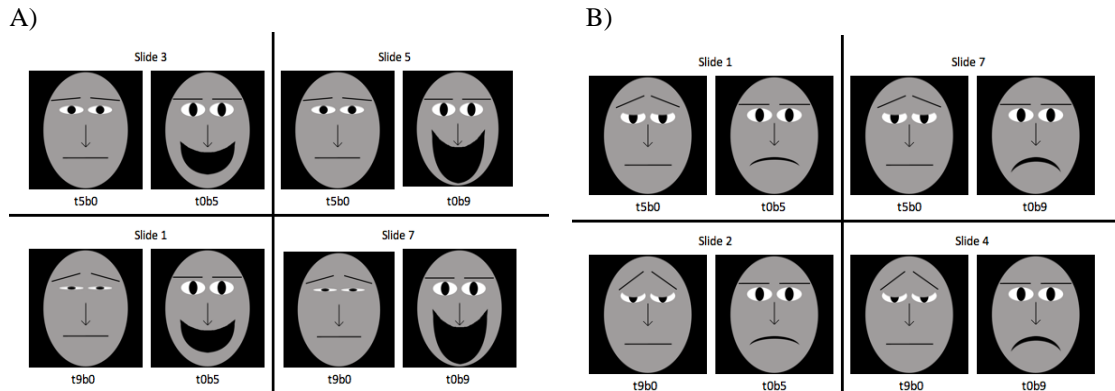 A)
Slide 3 Slide 5
t5b0 t0b5 t5b0 t0b9
Slide 1 Slide 7
t9b0 t0b5 t9b0 t0b9
B)
Slide 1 Slide 7
t5b0 t0b5 t5b0 t0b9
Slide 2 Slide 4
t9b0 t0b5 t9b0 t0b9